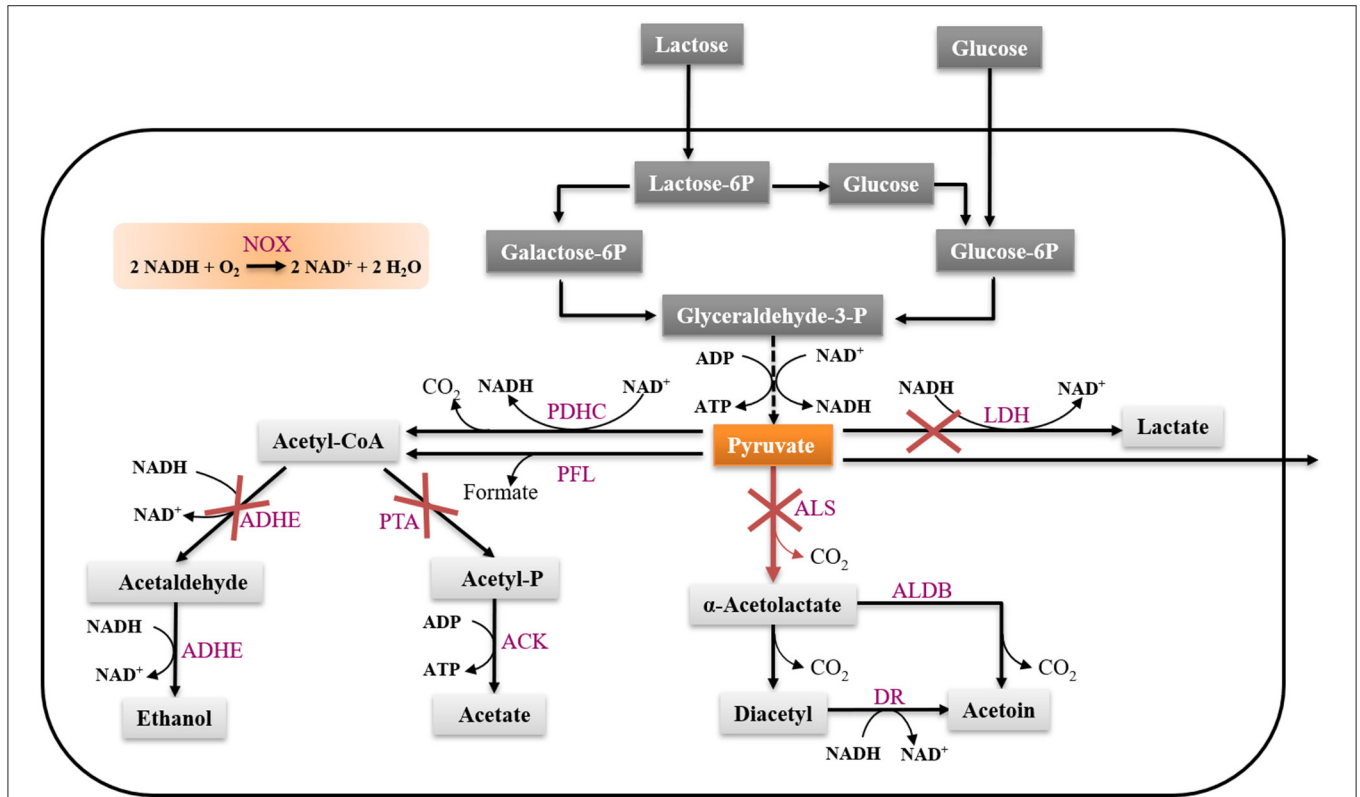 Lactose
Glucose
Lactose-6P
Glucose
NOX
2 NADH + O₂ 2 NAD⁺ + 2 H₂O
Galactose-6P
Glucose-6P
Glyceraldehyde-3-P
ADP
NAD⁺
ATP
NADH
CO₂
NADH
NAD⁺
PDHC
NADH
NAD⁺
LDH
Acetyl-CoA
Pyruvate
Lactate
NADH
Formate
PFL
NAD⁺
ADHE
PTA
ALS
CO₂
Acetaldehyde
Acetyl-P
α-Acetolactate
ALDB
NADH
ADHE
NAD⁺
ADP
ACK
ATP
CO₂
CO₂
Ethanol
Acetate
Diacetyl
DR
Acetoin
NADH
NAD⁺